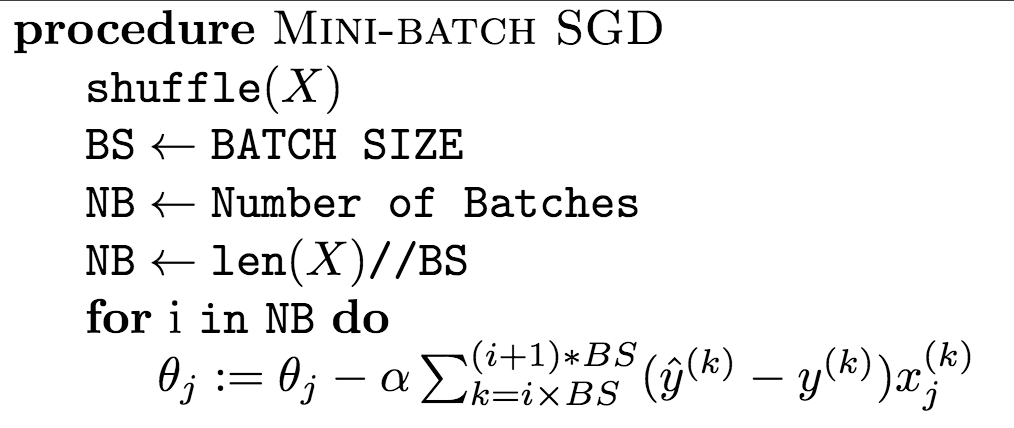 procedure MINI-BATCH SGD
shuffle(X)
BS ← BATCH SIZE
NB ← Number of Batches
NB ← len(X)//BS
for i in NB do
θ_j := θ_j − α ∑_{k=i×BS}^{(i+1)∗BS} (ŷ^{(k)} − y^{(k)})x_j^{(k)}